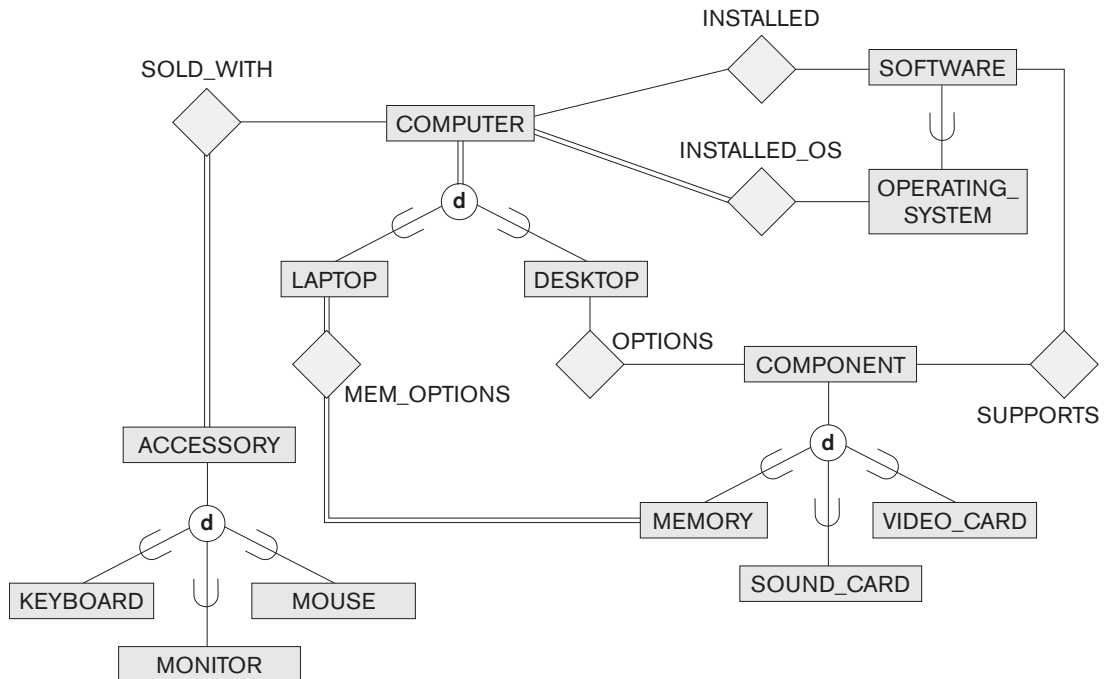 INSTALLED
SOLD_WITH
SOFTWARE
COMPUTER
INSTALLED_OS
OPERATING_
SYSTEM
d
LAPTOP
DESKTOP
OPTIONS
COMPONENT
MEM_OPTIONS
SUPPORTS
ACCESSORY
d
MEMORY
VIDEO_CARD
d
SOUND_CARD
KEYBOARD
MOUSE
MONITOR